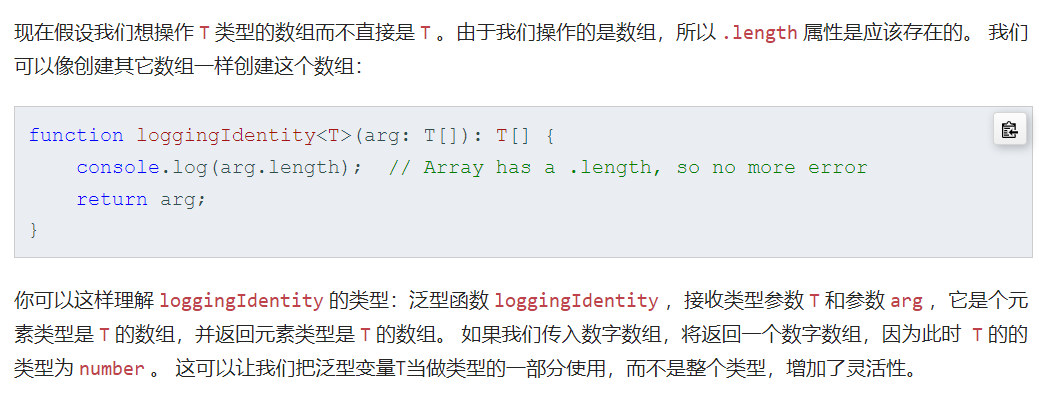 现在假设我们想操作 T 类型的数组而不直接是 T 。由于我们操作的是数组，所以 .length 属性是应该存在的。 我们
可以像创建其它数组一样创建这个数组：
function loggingIdentity<T>(arg: T[]): T[] {
    console.log(arg.length);  // Array has a .length, so no more error
    return arg;
}
你可以这样理解 loggingIdentity 的类型：泛型函数 loggingIdentity ，接收类型参数 T 和参数 arg ，它是个元
素类型是 T 的数组，并返回元素类型是 T 的数组。 如果我们传入数字数组，将返回一个数字数组，因为此时 T 的的
类型为 number 。 这可以让我们把泛型变量T当做类型的一部分使用，而不是整个类型，增加了灵活性。